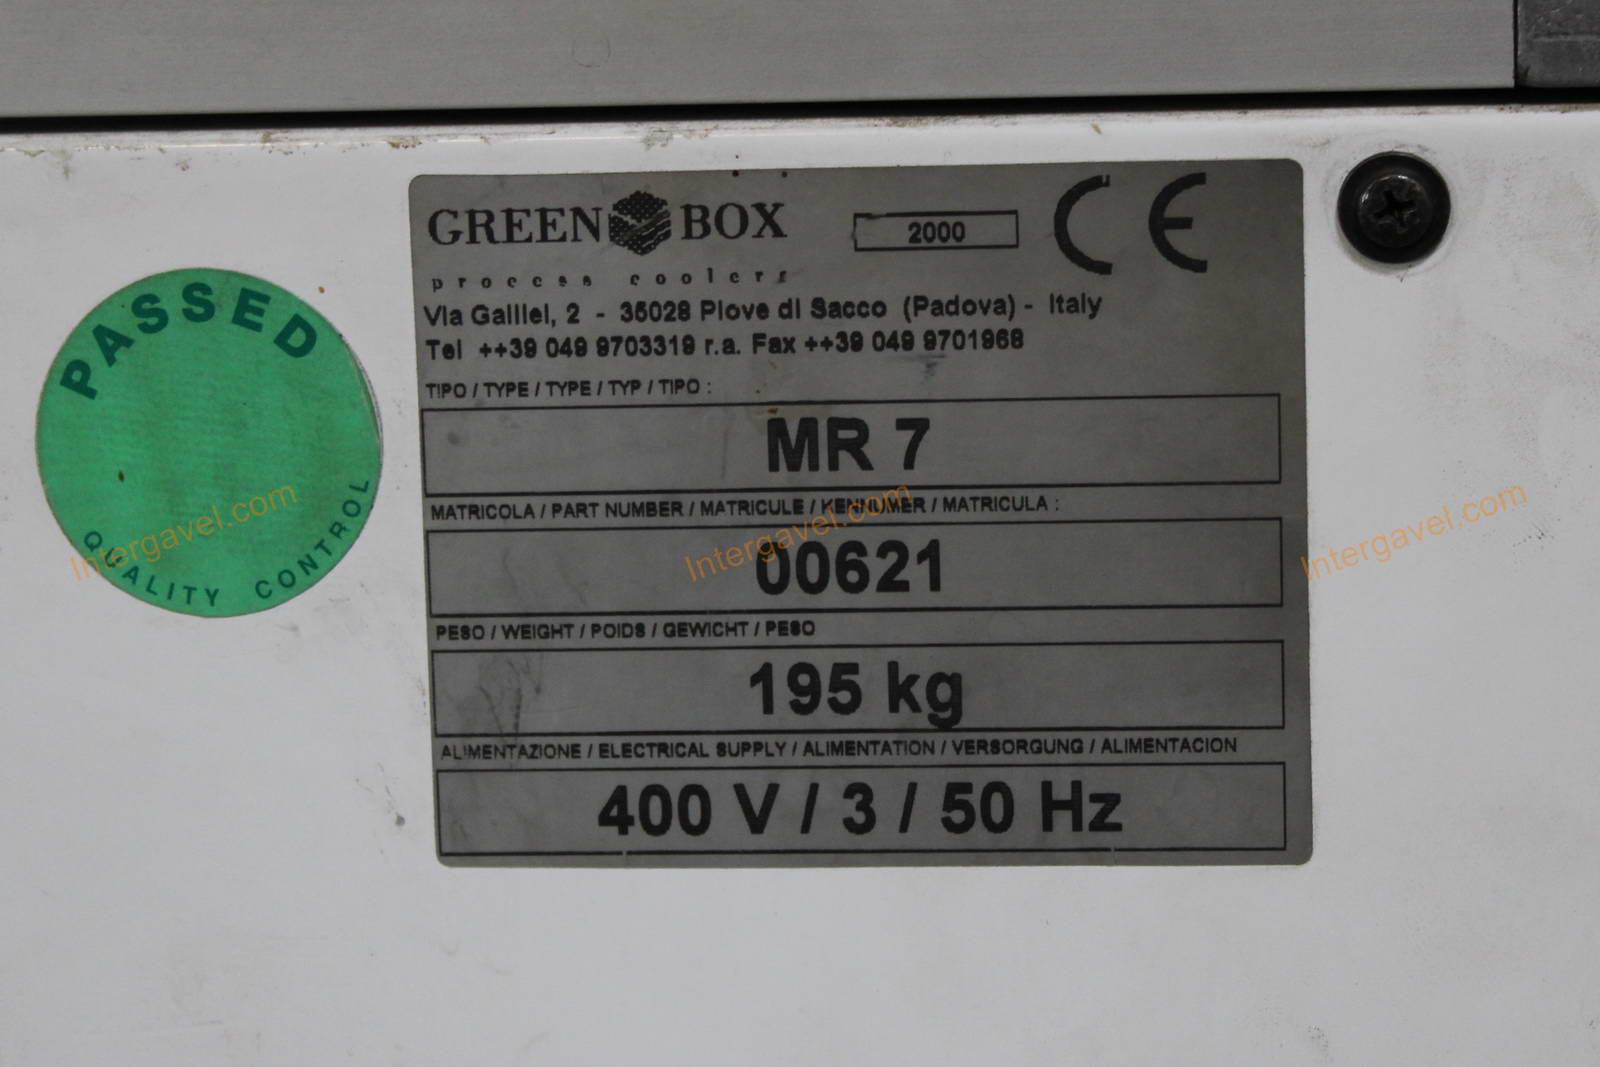 GREEN BOX
process coolers
2000
CE
Via Galilei, 2 - 35028 Piove di Sacco (Padova) - Italy
Tel ++39 049 9703319 r.a. Fax ++39 049 9701968
TIPO / TYPE / TYPE / TYP / TIPO :
MR 7
MATRICOLA / PART NUMBER / MATRICULE / KENNUMER / MATRICULA :
00621
PESO / WEIGHT / POIDS / GEWICHT / PESO
195 kg
ALIMENTAZIONE / ELECTRICAL SUPPLY / ALIMENTATION / VERSORGUNG / ALIMENTACION
400 V / 3 / 50 Hz
PASSED
QUALITY CONTROL
Intergavel.com
Intergavel.com
Intergavel.com